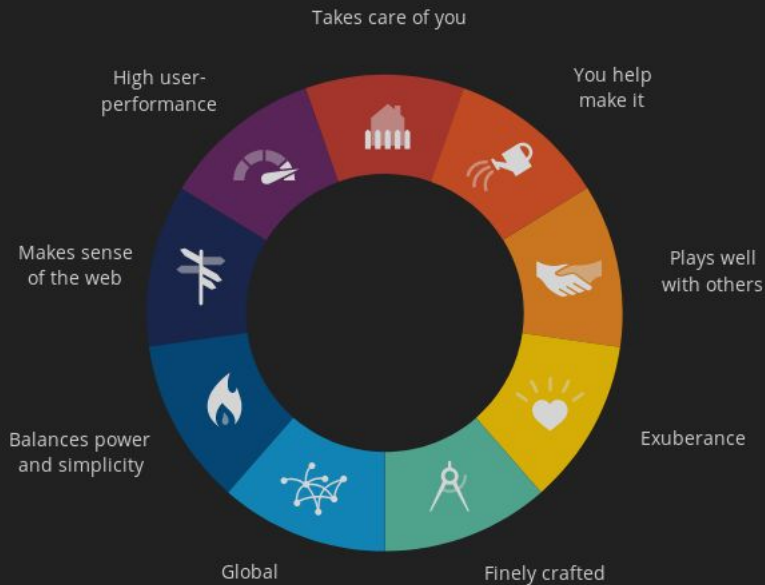 Takes care of you
You help
make it
Plays well
with others
Exuberance
Finely crafted
Global
Balances power
and simplicity
Makes sense
of the web
High user-
performance